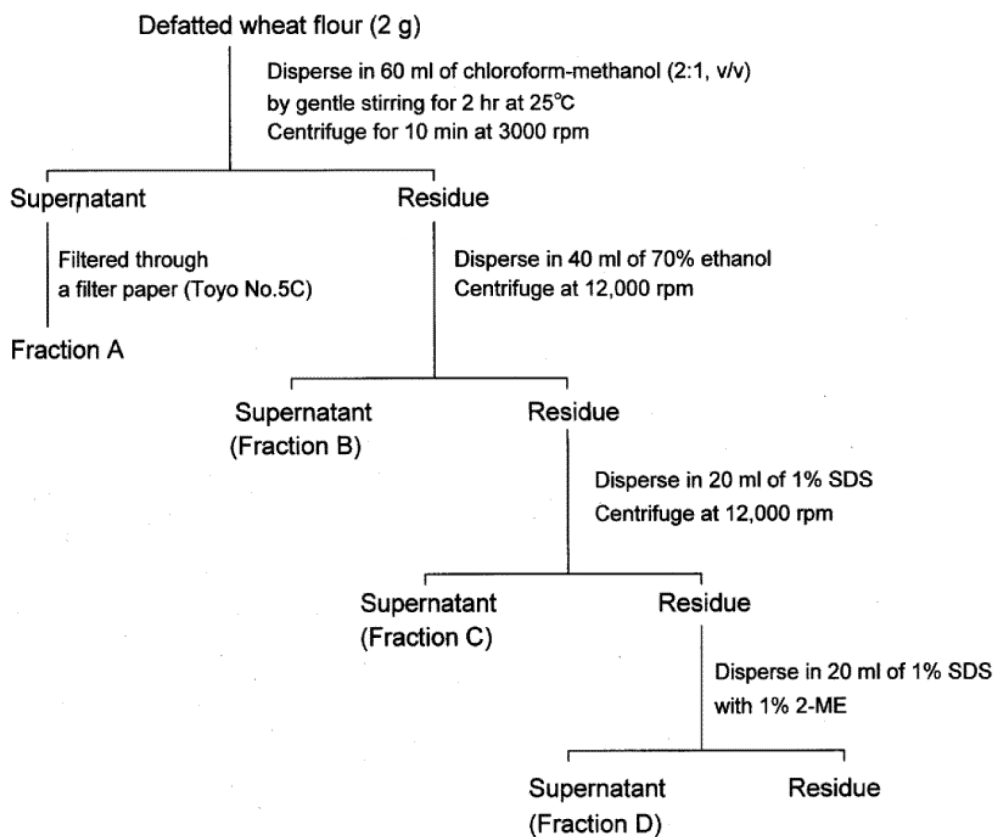 Defatted wheat flour (2 g)
Disperse in 60 ml of chloroform-methanol (2:1, v/v)
by gentle stirring for 2 hr at 25℃
Centrifuge for 10 min at 3000 rpm
Supernatant
Residue
Filtered through
a filter paper (Toyo No.5C)
Disperse in 40 ml of 70% ethanol
Centrifuge at 12,000 rpm
Fraction A
Supernatant
(Fraction B)
Residue
Disperse in 20 ml of 1% SDS
Centrifuge at 12,000 rpm
Supernatant
(Fraction C)
Residue
Disperse in 20 ml of 1% SDS
with 1% 2-ME
Supernatant
(Fraction D)
Residue